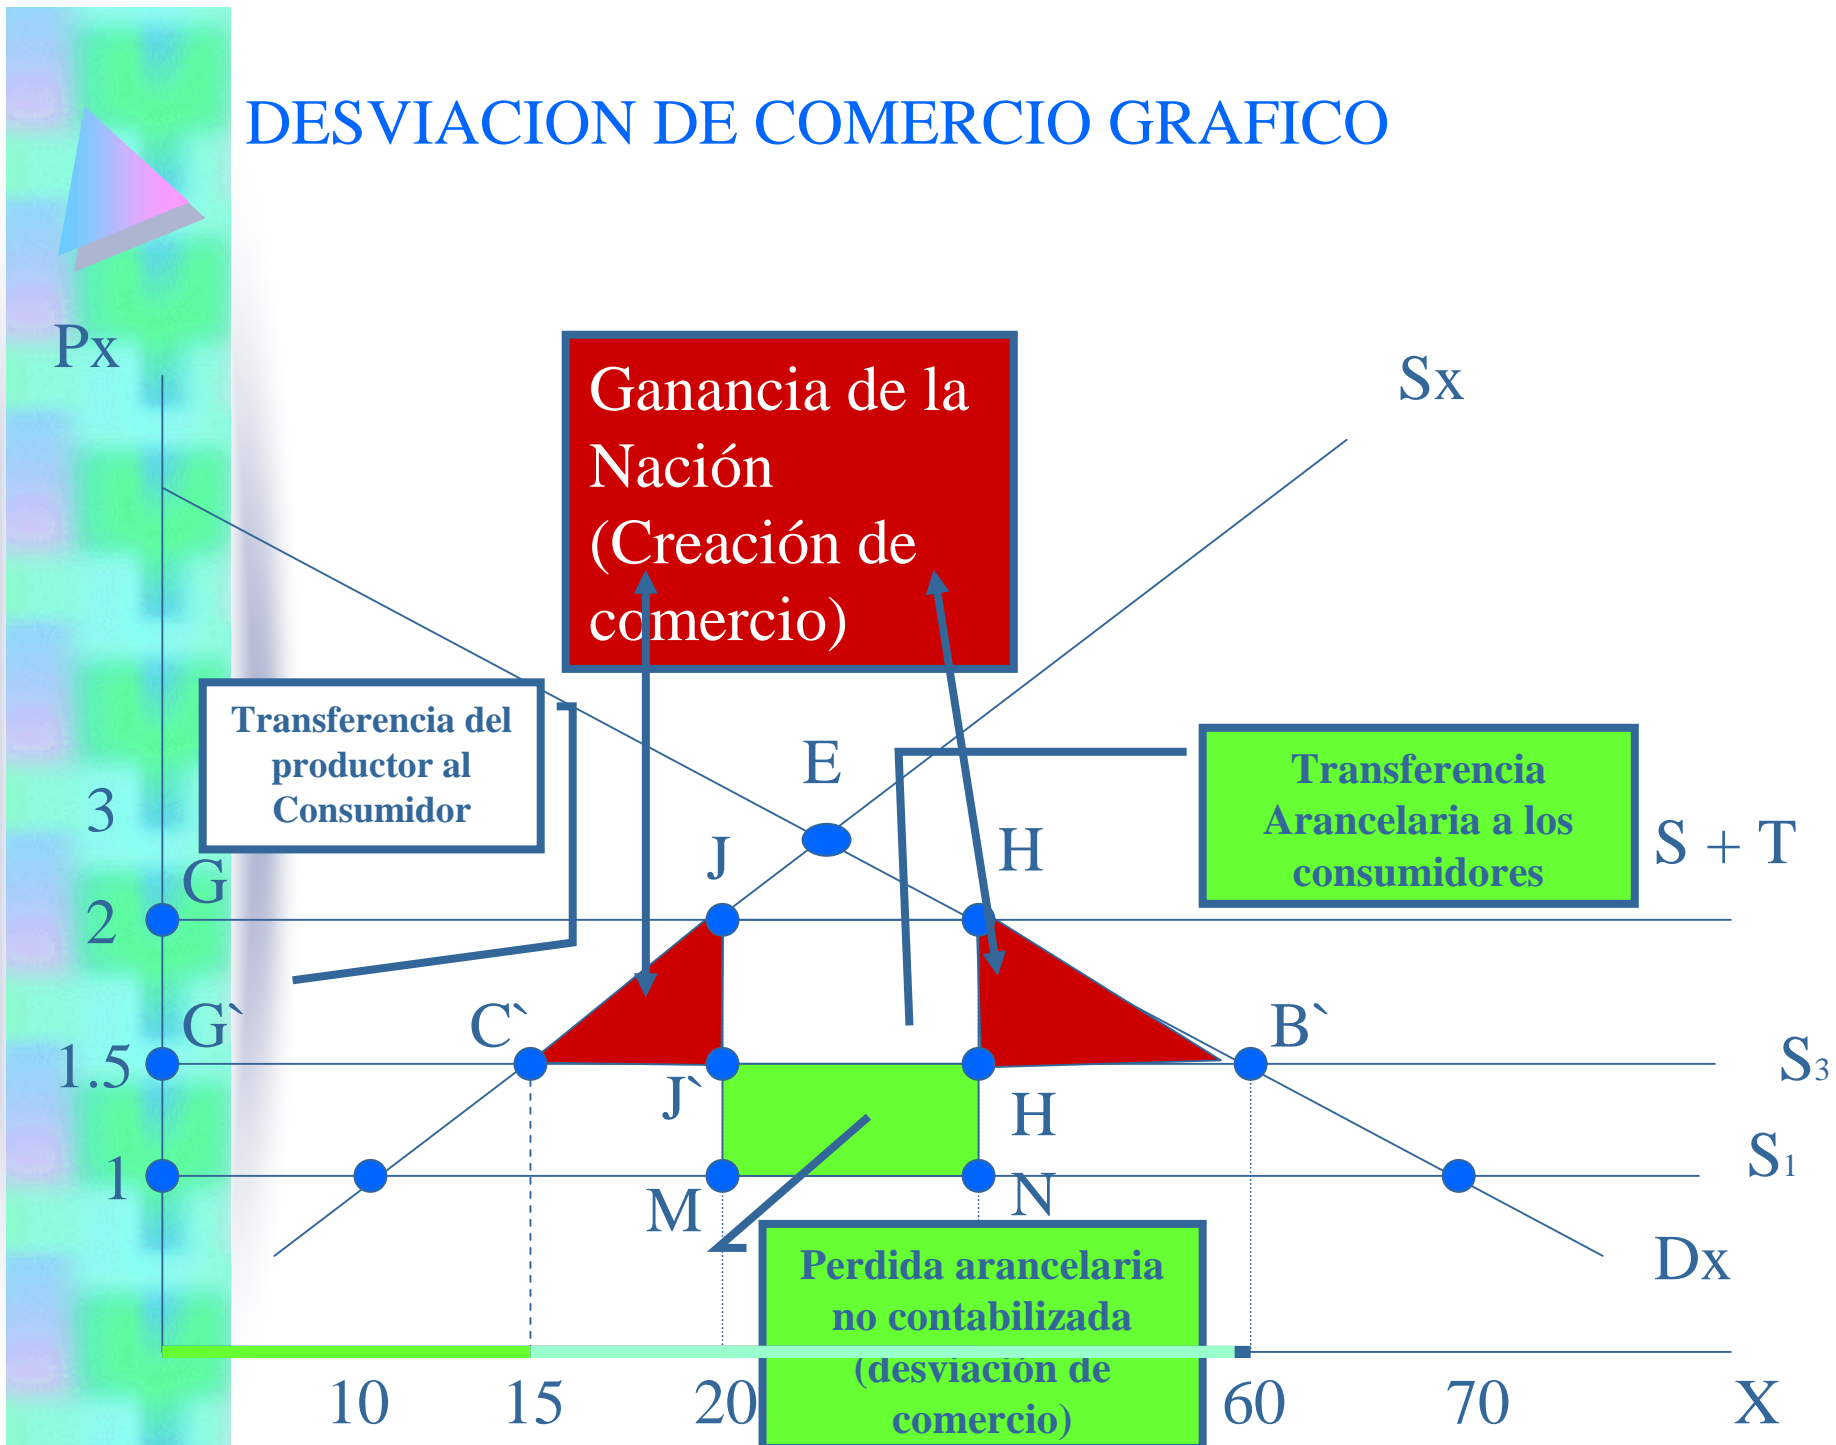 DESVIACION DE COMERCIO GRAFICO
Px
Ganancia de la
Nación
(Creación de
comercio)
Sx
Transferencia del
productor al
Consumidor
E
Transferencia
Arancelaria a los
consumidores
3
J
H
S + T
G
2
G`
C`
B`
1.5
S3
J`
H
1
S1
M
N
Perdida arancelaria
no contabilizada
(desviación de
comercio)
Dx
10
15
20
60
70
X